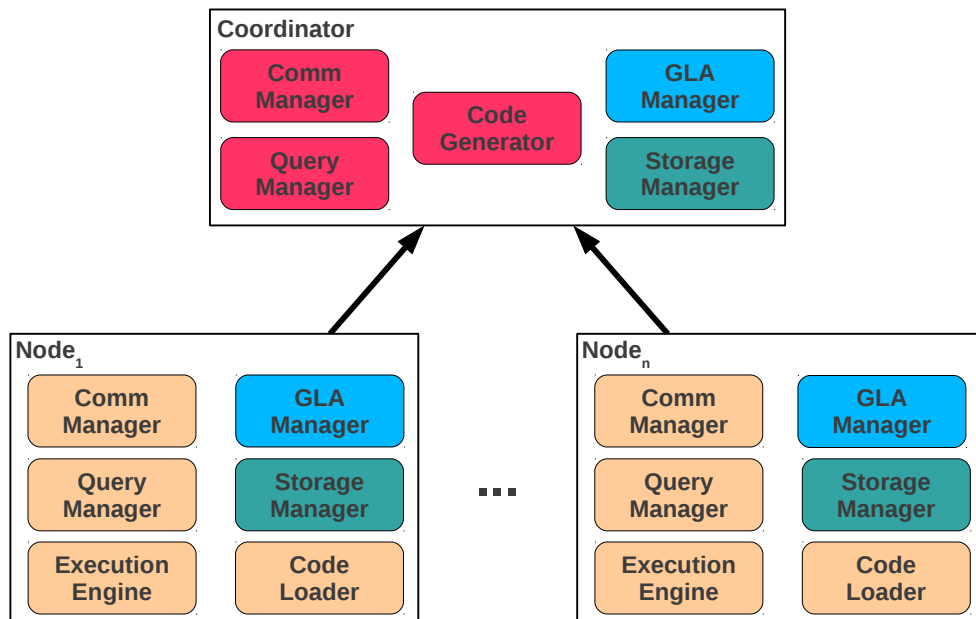 Coordinator
Comm
Manager
GLA
Manager
Code
Generator
Query
Manager
Storage
Manager
Node1
Comm
Manager
GLA
Manager
Query
Manager
Storage
Manager
Execution
Engine
Code
Loader
...
Noden
Comm
Manager
GLA
Manager
Query
Manager
Storage
Manager
Execution
Engine
Code
Loader